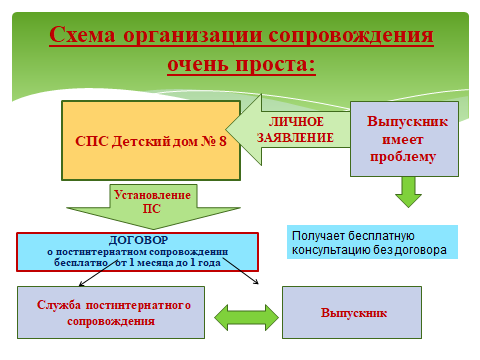 Схема организации сопровождения
очень проста:
СПС Детский дом № 8
ЛИЧНОЕ
ЗАЯВЛЕНИЕ
Выпускник
имеет
проблему
Установление
ПС
ДОГОВОР
о постинтернатном сопровождении
бесплатно от 1 месяца до 1 года
Получает бесплатную
консультацию без договора
Служба постинтернатного
сопровождения
Выпускник